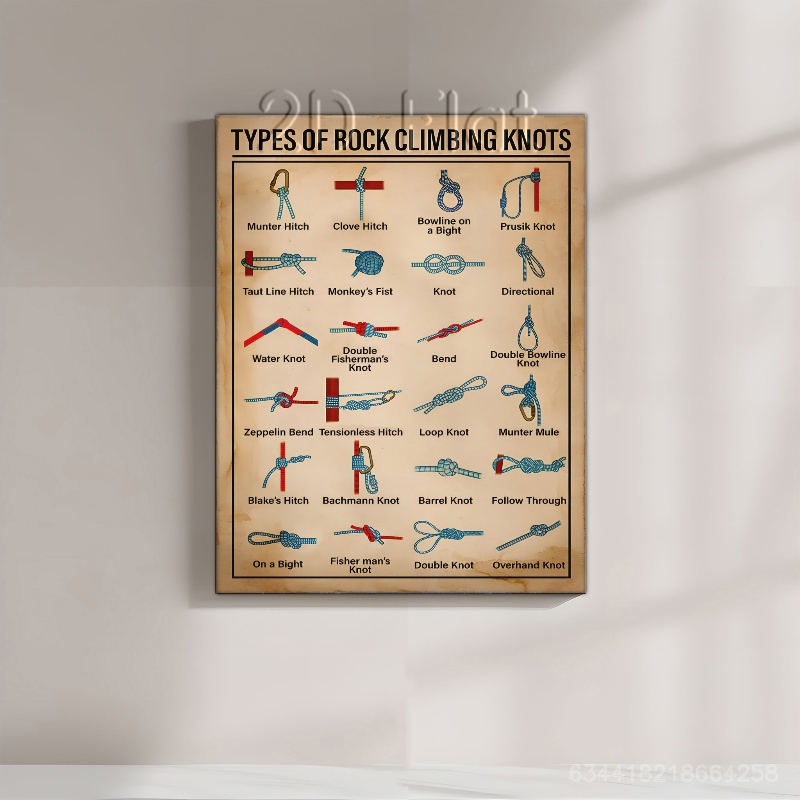 2D Flat
TYPES OF ROCK CLIMBING KNOTS
Munter Hitch
Clove Hitch
Bowline on
a Bight
Prusik Knot
Taut Line Hitch
Monkey's Fist
Knot
Directional
Water Knot
Double
Fisherman's
Knot
Bend
Double Bowline
Knot
Zeppelin Bend
Tensionless Hitch
Loop Knot
Munter Mule
Blake's Hitch
Bachmann Knot
Barrel Knot
Follow Through
On a Bight
Fisher man's
Knot
Double Knot
Overhand Knot
634418218664258